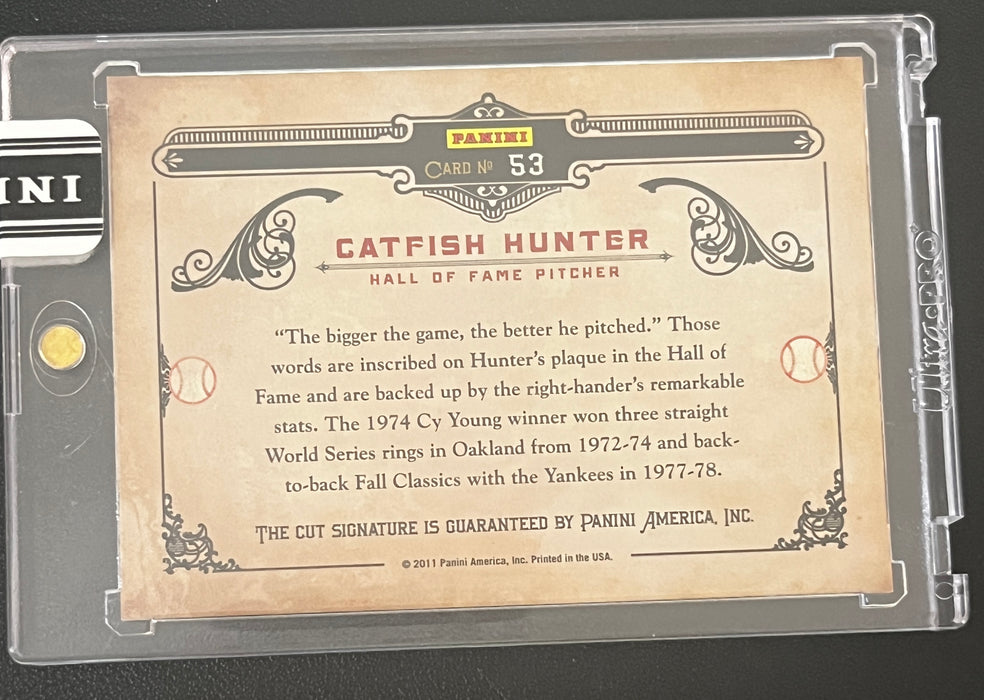 PANINI
CARD Nº 53
INI
CATFISH HUNTER
HALL OF FAME PITCHER
“The bigger the game, the better he pitched.” Those
words are inscribed on Hunter’s plaque in the Hall of
Fame and are backed up by the right-hander’s remarkable
stats. The 1974 Cy Young winner won three straight
World Series rings in Oakland from 1972-74 and back-
to-back Fall Classics with the Yankees in 1977-78.
THE CUT SIGNATURE IS GUARANTEED BY PANINI AMERICA, INC.
© 2011 Panini America, Inc. Printed in the USA.
Ultra•PRO